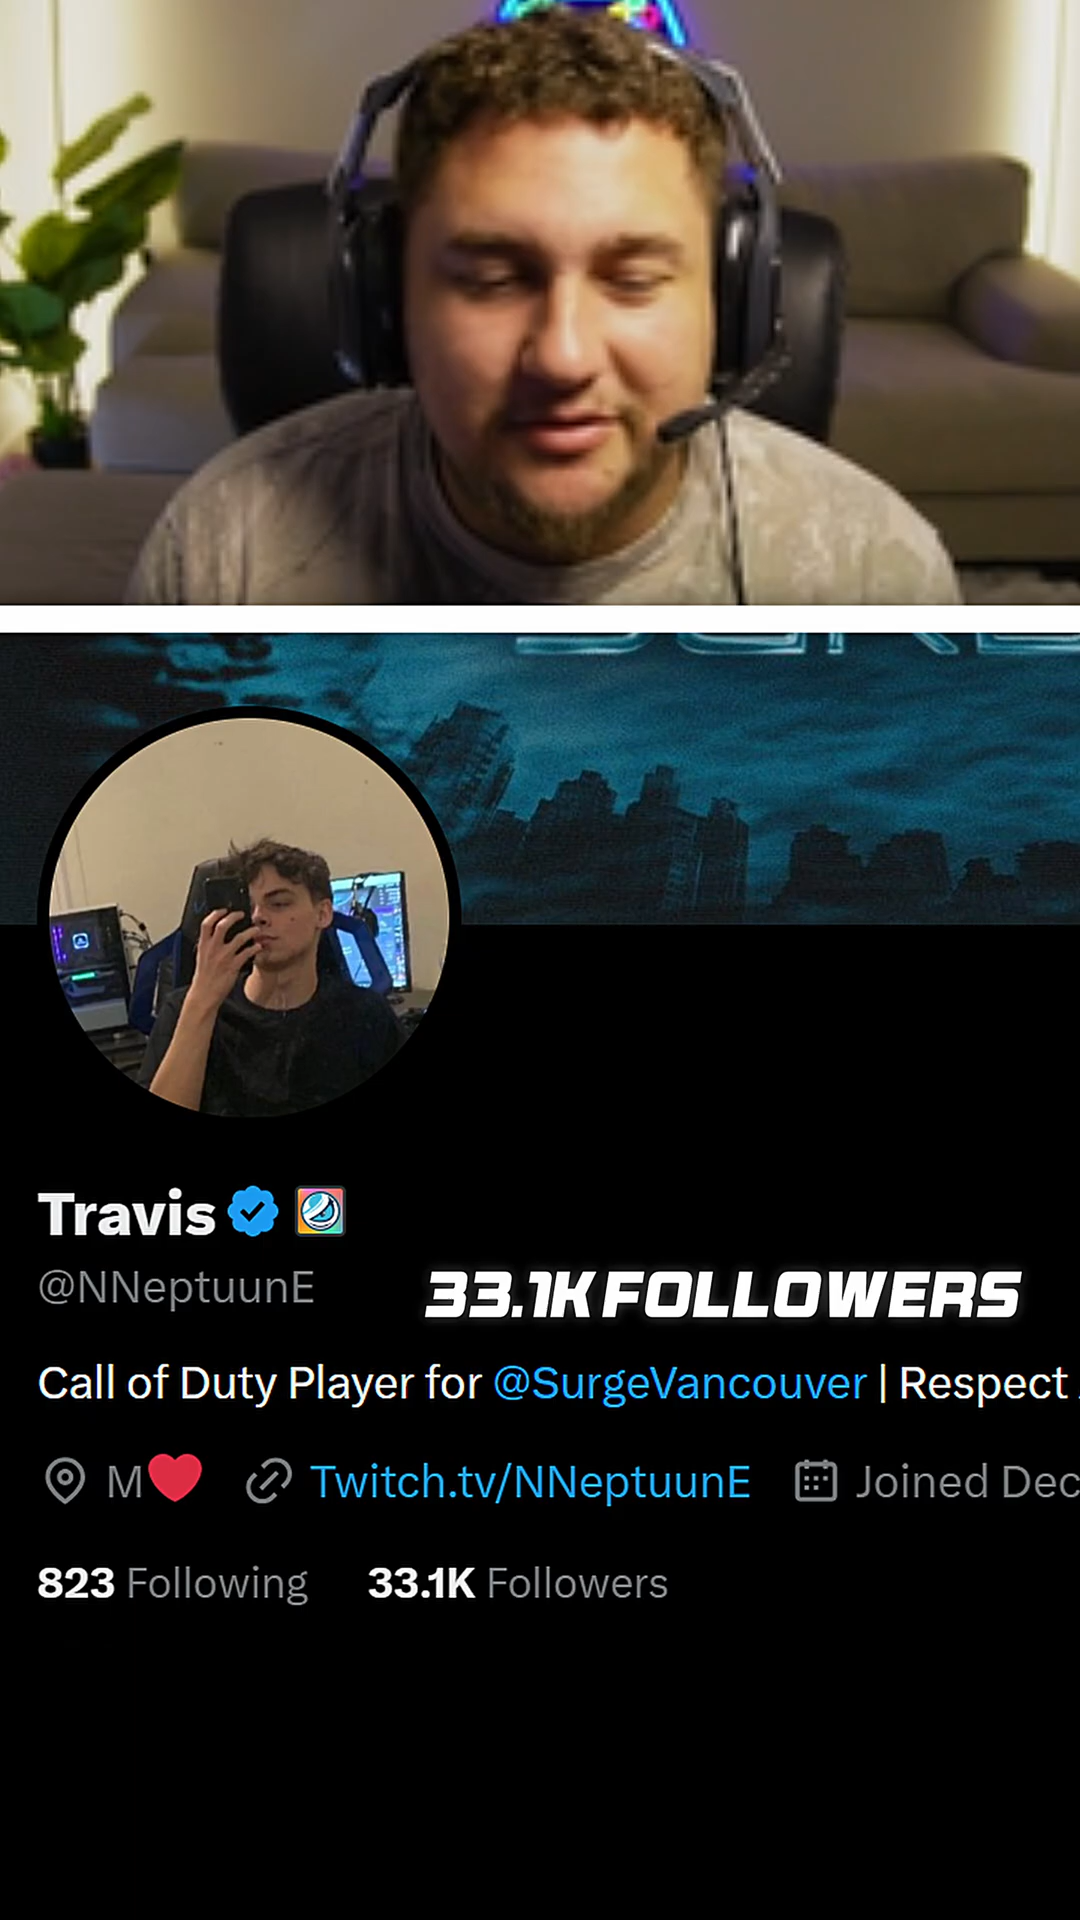 Travis
@NNeptuunE
33.1K FOLLOWERS
Call of Duty Player for @SurgeVancouver | Respect
M❤️ Twitch.tv/NNeptuunE Joined Dec
823 Following 33.1K Followers